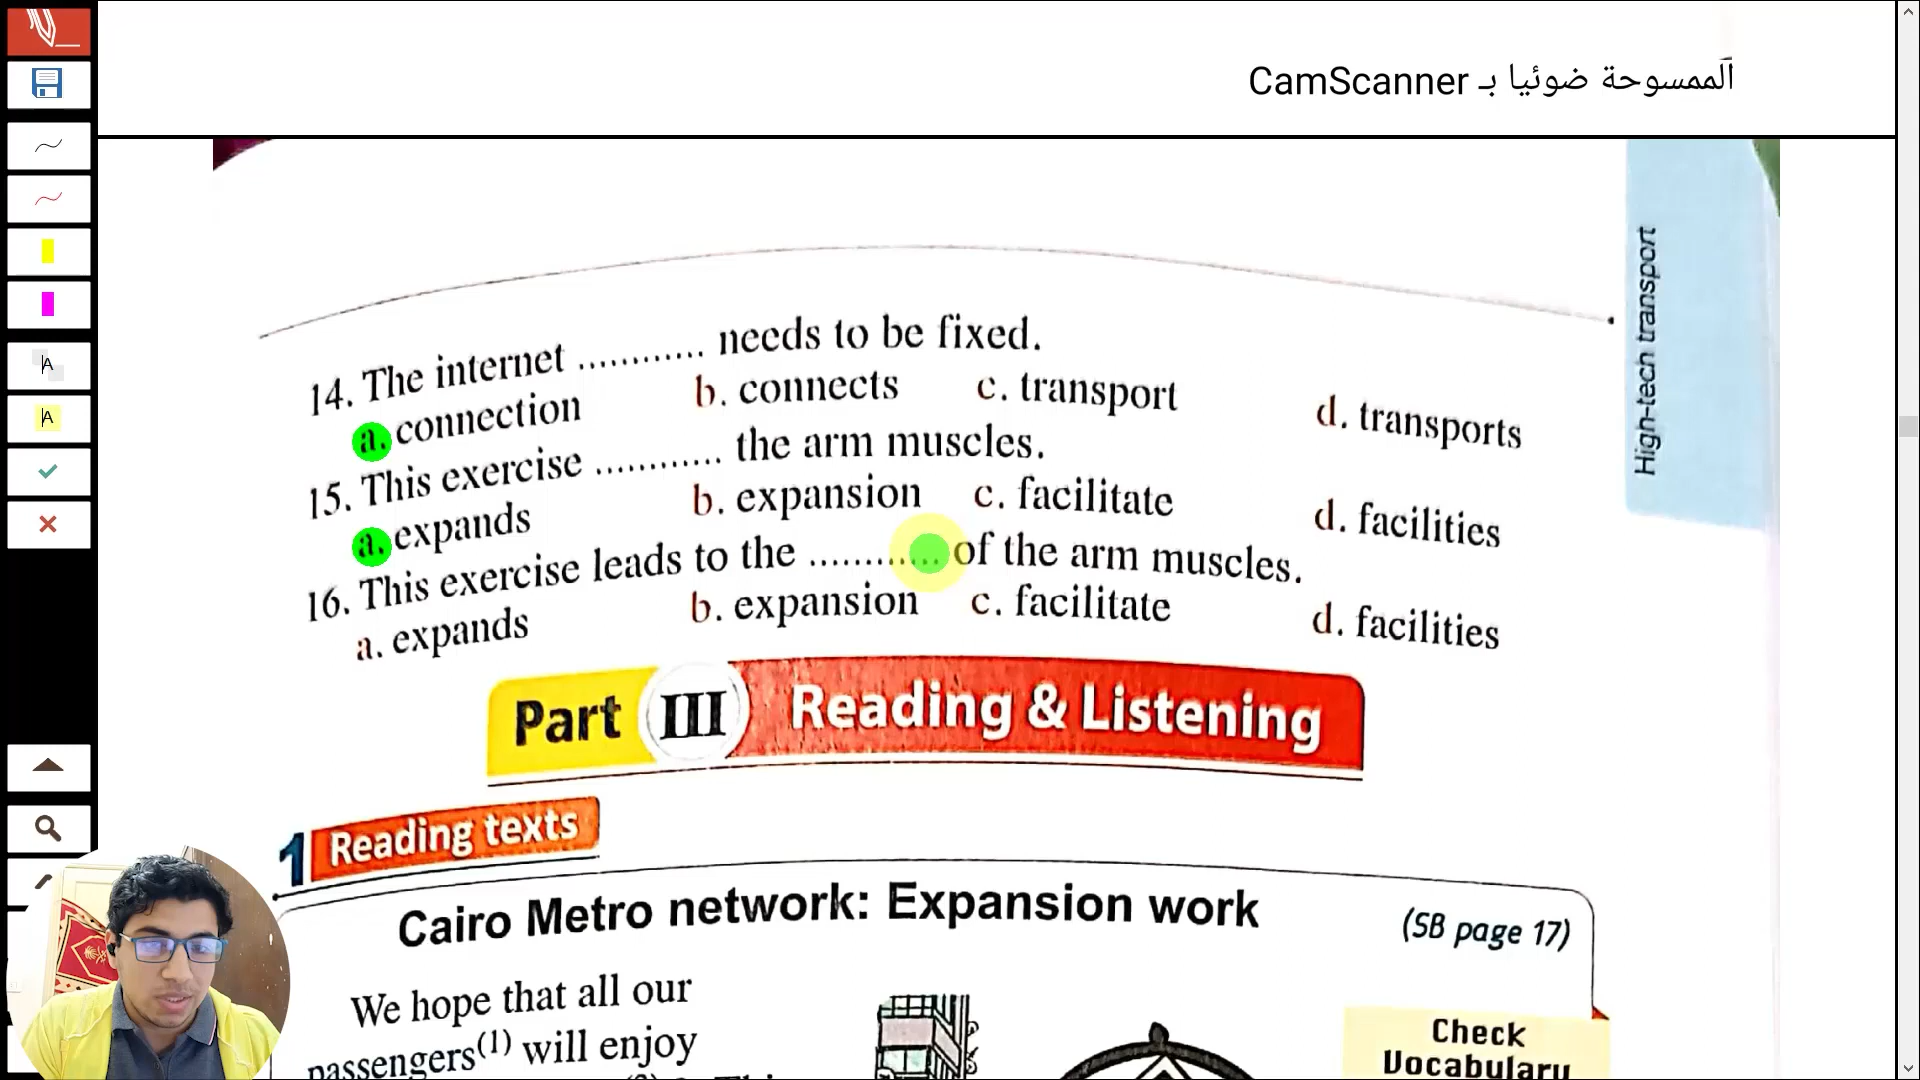 الممسوحة ضوئيا بـ CamScanner
High-tech transport
14. The internet ............ needs to be fixed.
a. connection b. connects c. transport d. transports
15. This exercise ............ the arm muscles.
a. expands b. expansion c. facilitate d. facilities
16. This exercise leads to the ............ of the arm muscles.
a. expands b. expansion c. facilitate d. facilities
Part III Reading & Listening
1 Reading texts
Cairo Metro network: Expansion work (SB page 17)
We hope that all our
passengers(1) will enjoy
Check
Vocabulary